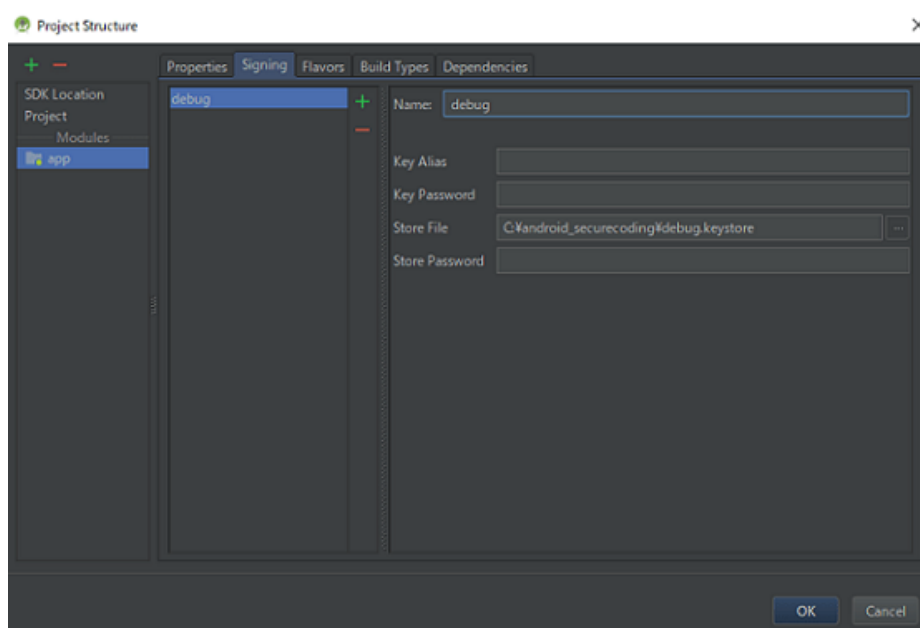 Project Structure
Properties Signing Flavors Build Types Dependencies
SDK Location
Project
Modules
app
debug
Name: debug
Key Alias
Key Password
Store File C:¥android_securecoding¥debug.keystore ...
Store Password
OK Cancel